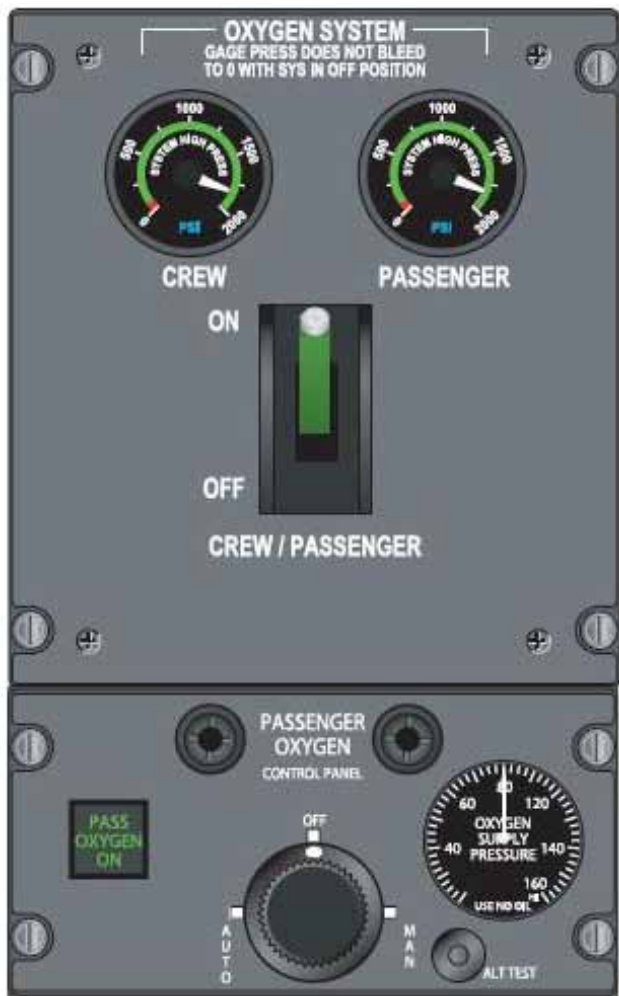 OXYGEN SYSTEM
GAGE PRESS DOES NOT BLEED
TO 0 WITH SYS IN OFF POSITION
0 500 1000 1500 2000
SYSTEM HIGH PRESS
PSI
0 500 1000 1500 2000
SYSTEM HIGH PRESS
PSI
CREW PASSENGER
ON
OFF
CREW / PASSENGER
PASSENGER
OXYGEN
CONTROL PANEL
PASS
OXYGEN
ON
OFF
AUTO
MAN
40 60 80 120 140 160
OXYGEN
SUPPLY
PRESSURE
USE NO OIL
ALT TEST